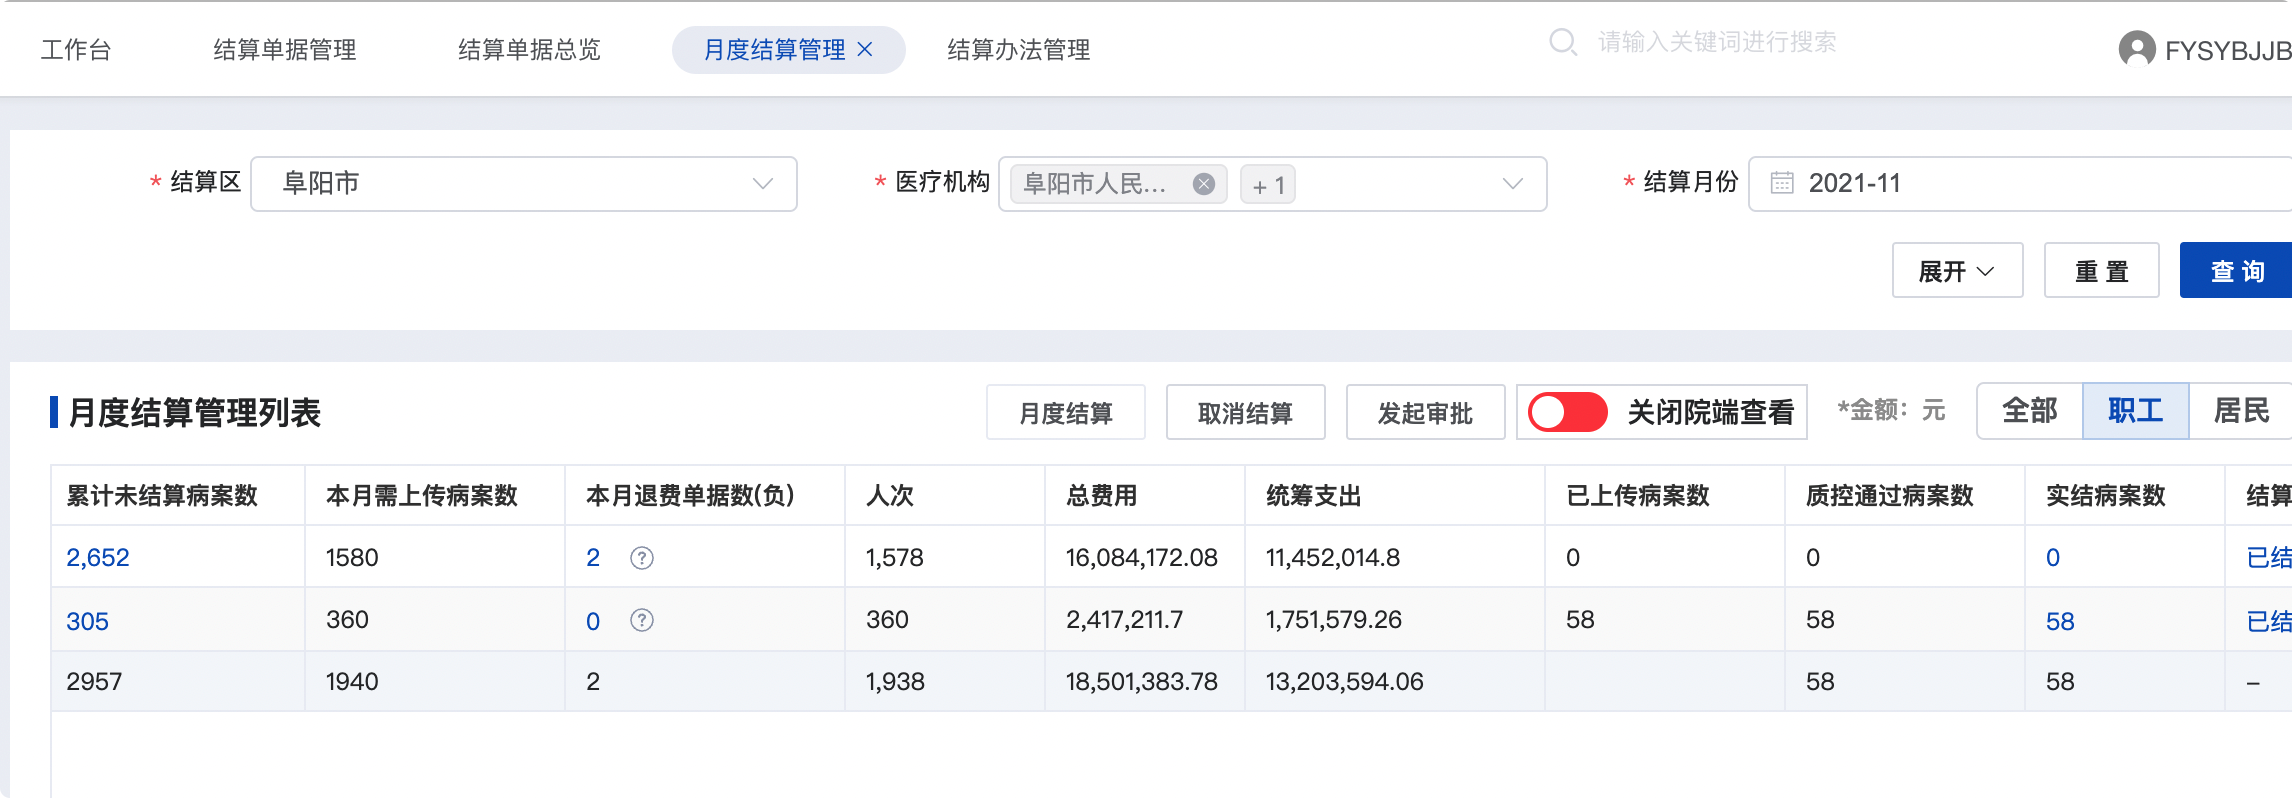 工作台 结算单据管理 结算单据总览 月度结算管理 × 结算办法管理 请输入关键词进行搜索 FYSYBJJB
* 结算区 阜阳市 * 医疗机构 阜阳市人民... + 1 * 结算月份 2021-11
展开 重置 查询
月度结算管理列表 月度结算 取消结算 发起审批 关闭院端查看 *金额：元 全部 职工 居民
累计未结算病案数 本月需上传病案数 本月退费单据数(负) 人次 总费用 统筹支出 已上传病案数 质控通过病案数 实结病案数 结算
2,652 1580 2 ? 1,578 16,084,172.08 11,452,014.8 0 0 0 已结
305 360 0 ? 360 2,417,211.7 1,751,579.26 58 58 58 已结
2957 1940 2 1,938 18,501,383.78 13,203,594.06 58 58 –